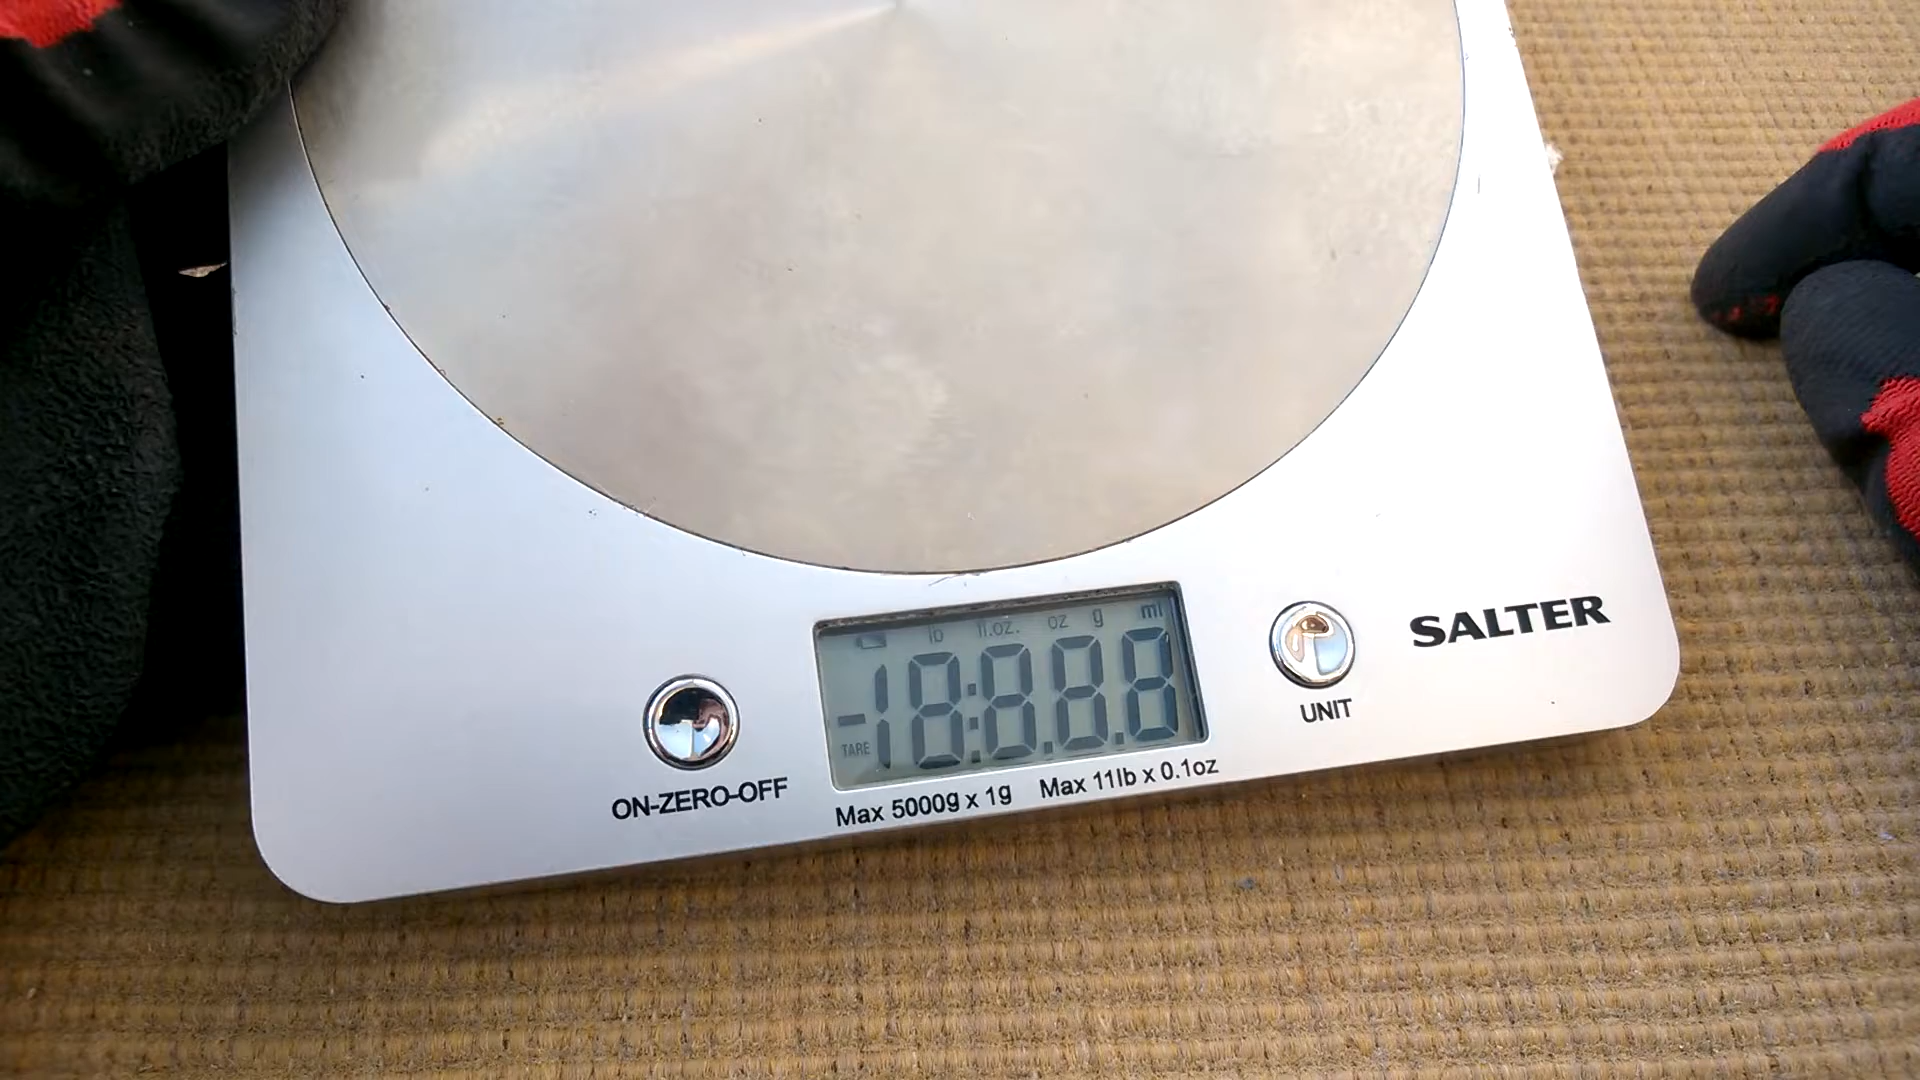 lb fl.oz. oz g ml
-18:88.8.8
TARE
SALTER
UNIT
ON-ZERO-OFF
Max 5000g x 1g Max 11lb x 0.1oz